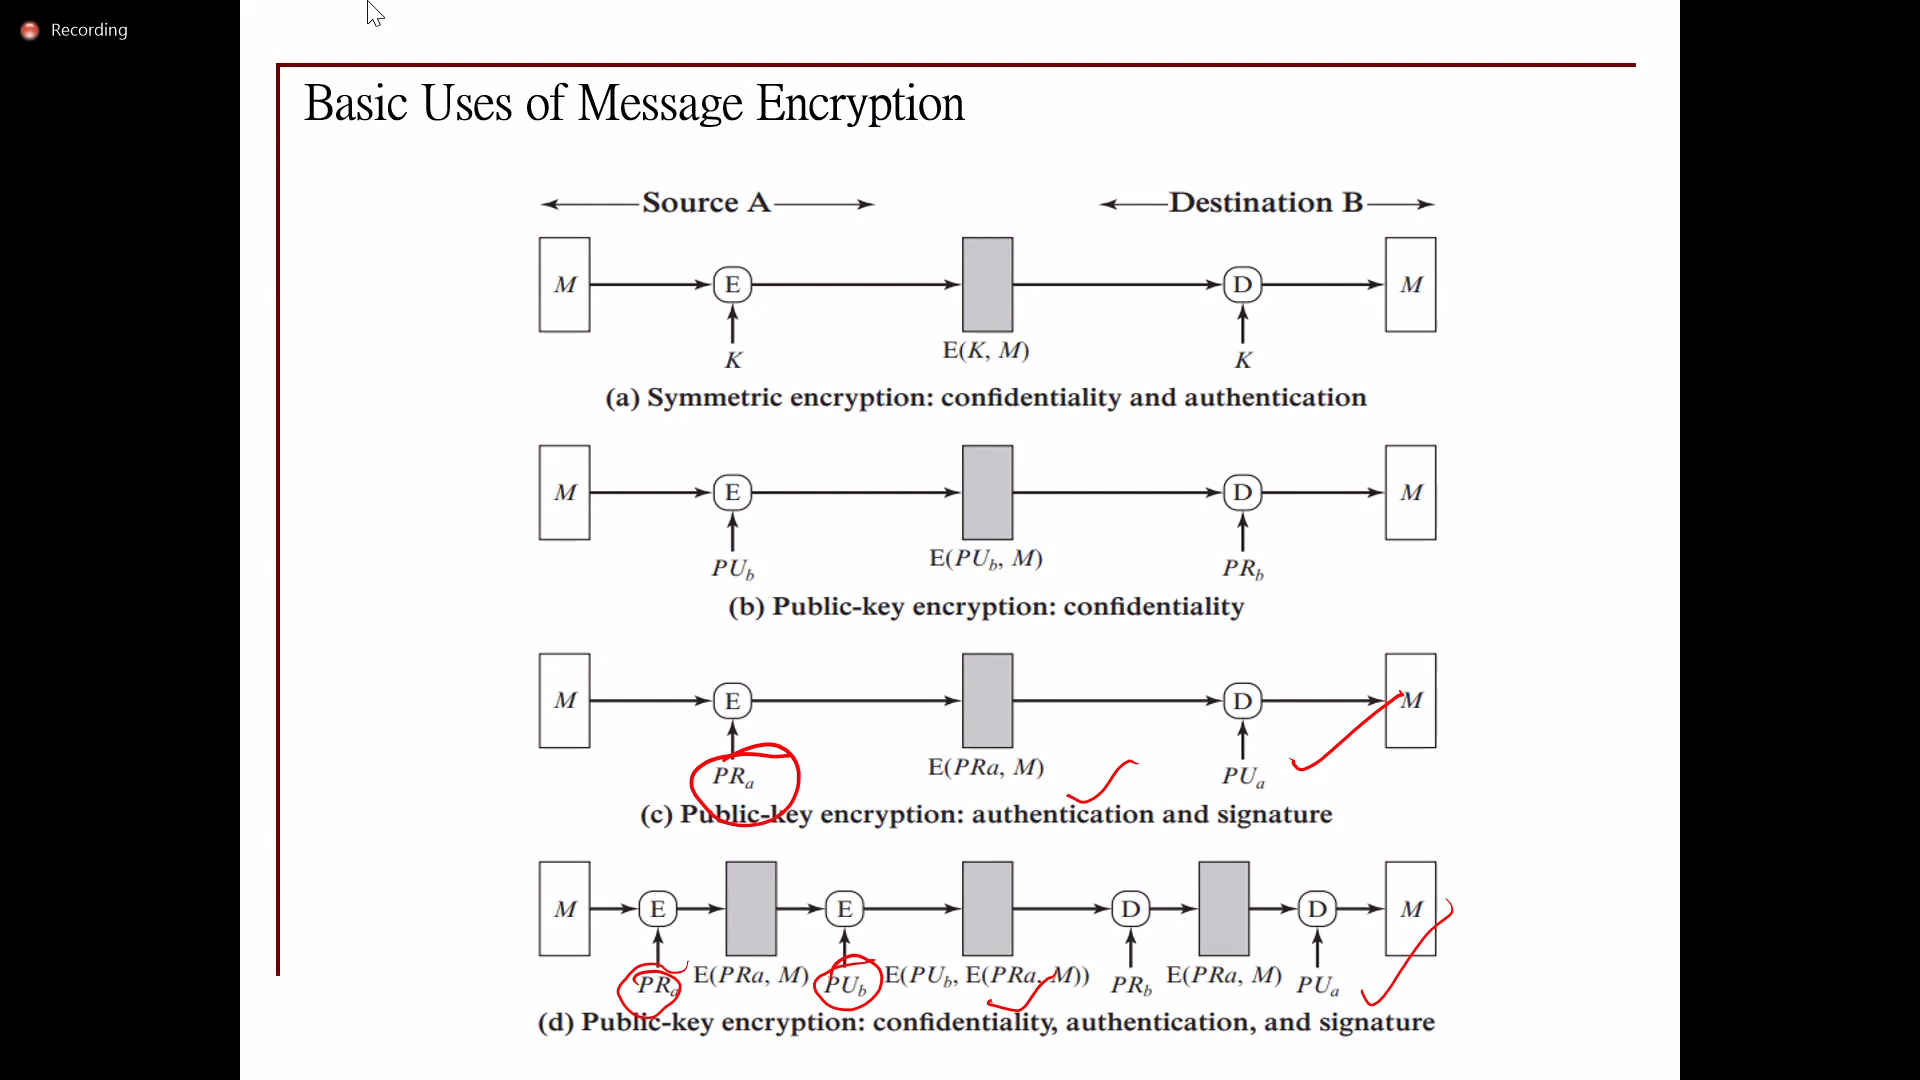 Recording
Basic Uses of Message Encryption
Source A Destination B
M E D M
K E(K, M) K
(a) Symmetric encryption: confidentiality and authentication
M E D M
PUb E(PUb, M) PRb
(b) Public-key encryption: confidentiality
M E D M
PRa E(PRa, M) PUa
(c) Public-key encryption: authentication and signature
M E E D D M
PRa E(PRa, M) PUb E(PUb, E(PRa, M)) PRb E(PRa, M) PUa
(d) Public-key encryption: confidentiality, authentication, and signature